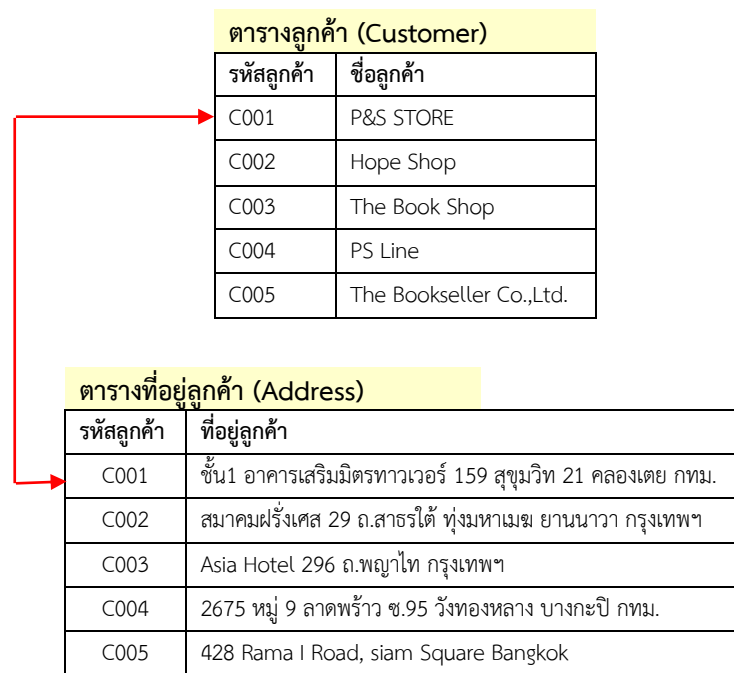 ตารางลูกค้า (Customer)
รหัสลูกค้า ชื่อลูกค้า
C001 P&S STORE
C002 Hope Shop
C003 The Book Shop
C004 PS Line
C005 The Bookseller Co.,Ltd.
ตารางที่อยู่ลูกค้า (Address)
รหัสลูกค้า ที่อยู่ลูกค้า
C001 ชั้น1 อาคารเสริมมิตรทาวเวอร์ 159 สุขุมวิท 21 คลองเตย กทม.
C002 สมาคมฝรั่งเศส 29 ถ.สาธรใต้ ทุ่งมหาเมฆ ยานนาวา กรุงเทพฯ
C003 Asia Hotel 296 ถ.พญาไท กรุงเทพฯ
C004 2675 หมู่ 9 ลาดพร้าว ซ.95 วังทองหลาง บางกะปิ กทม.
C005 428 Rama I Road, siam Square Bangkok